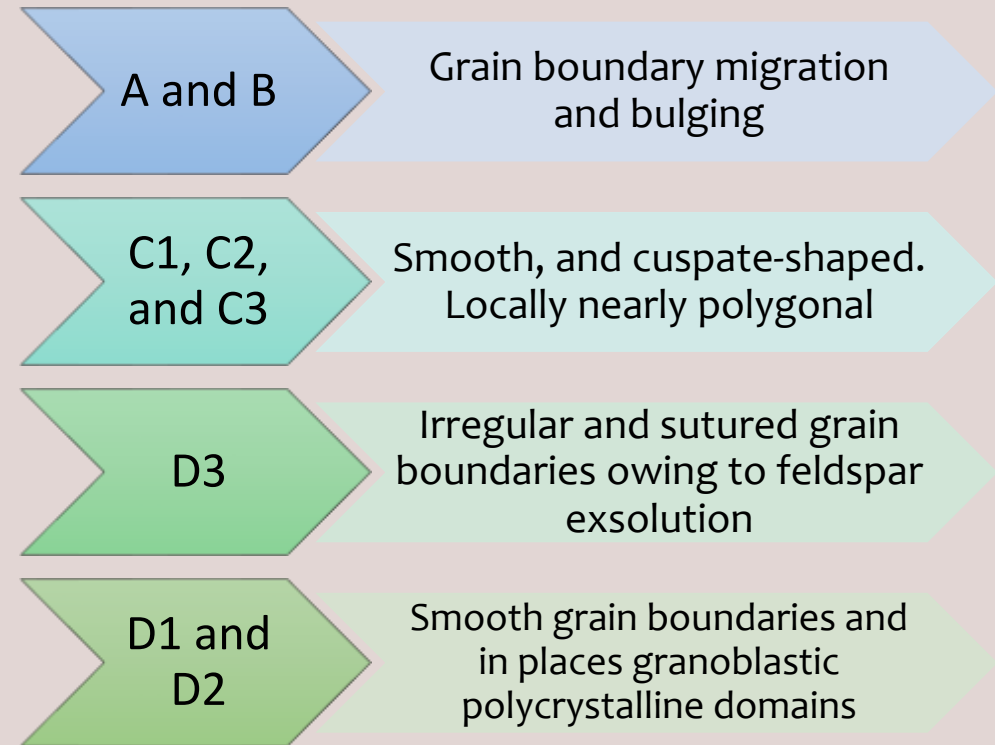 A and B
Grain boundary migration
and bulging
C1, C2,
and C3
Smooth, and cuspate-shaped.
Locally nearly polygonal
D3
Irregular and sutured grain
boundaries owing to feldspar
exsolution
D1 and
D2
Smooth grain boundaries and
in places granoblastic
polycrystalline domains